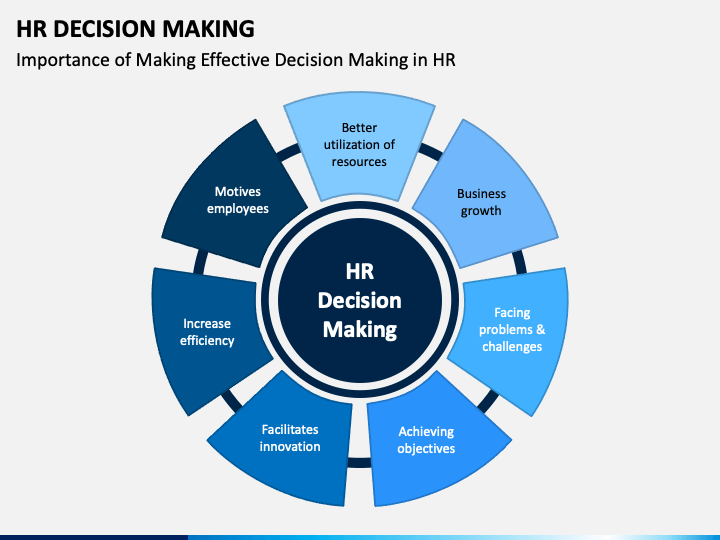 HR DECISION MAKING
Importance of Making Effective Decision Making in HR
Better
utilization of
resources
Business
growth
Facing
problems &
challenges
Achieving
objectives
Facilitates
innovation
Increase
efficiency
Motives
employees
HR
Decision
Making